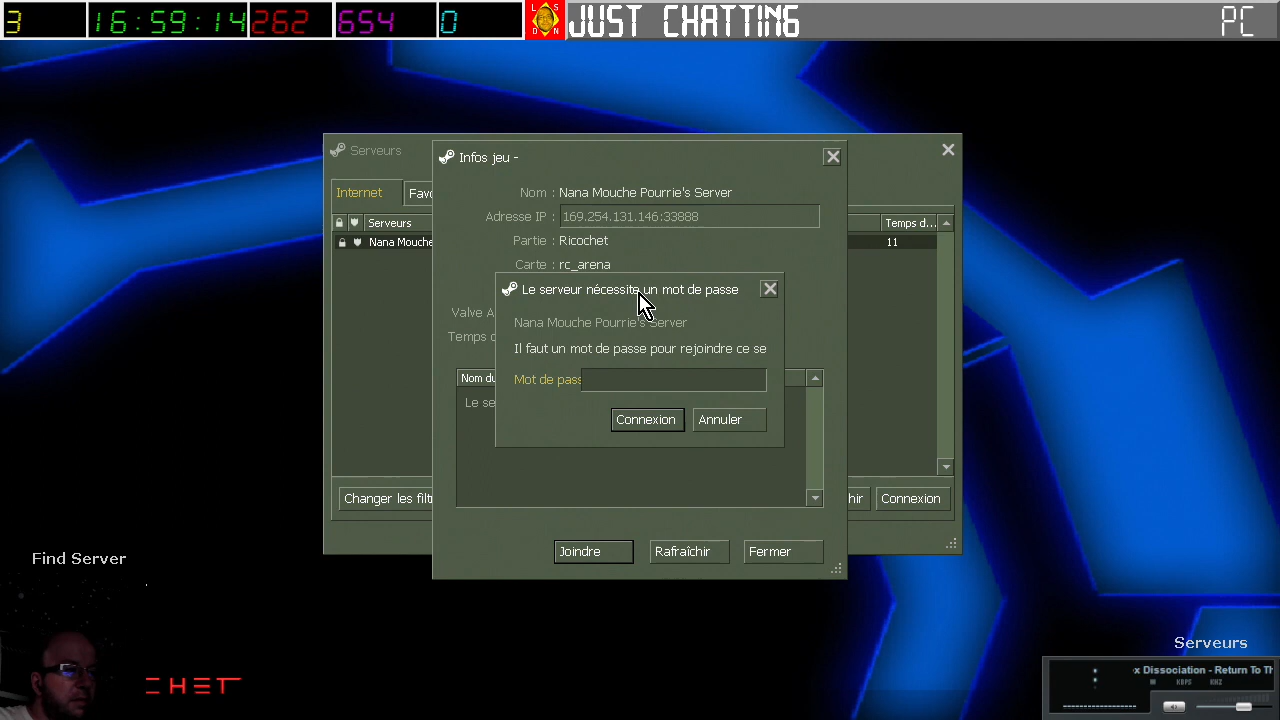 3 16:59:14 262 654 0 S D N JUST CHATTING PC
Serveurs
Infos jeu -
Internet
Favo
Nom : Nana Mouche Pourrie's Server
Adresse IP : 169.254.131.146:33888
Serveurs
Temps d...
Partie : Ricochet
Nana Mouche
11
Carte : rc_arena
Le serveur nécessite un mot de passe
Valve A
Nana Mouche Pourrie's Server
Temps d
Il faut un mot de passe pour rejoindre ce se
Nom du
Mot de pass
Le se
Connexion
Annuler
Changer les filtr
hir
Connexion
Joindre
Rafraîchir
Fermer
Find Server
Serveurs
x Dissociation - Return To Th
KBPS
KHZ